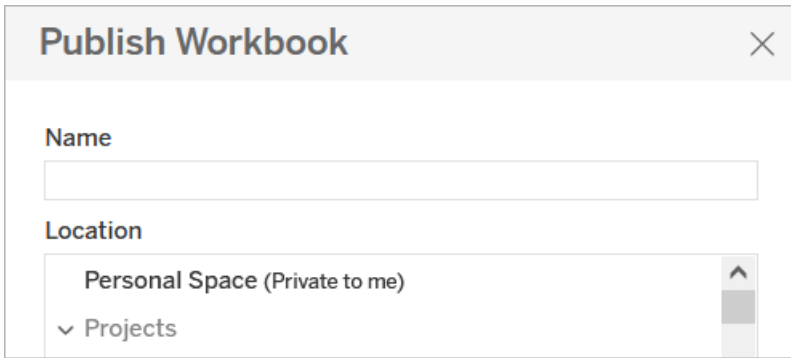 Publish Workbook
Name
Location
Personal Space (Private to me)
Projects